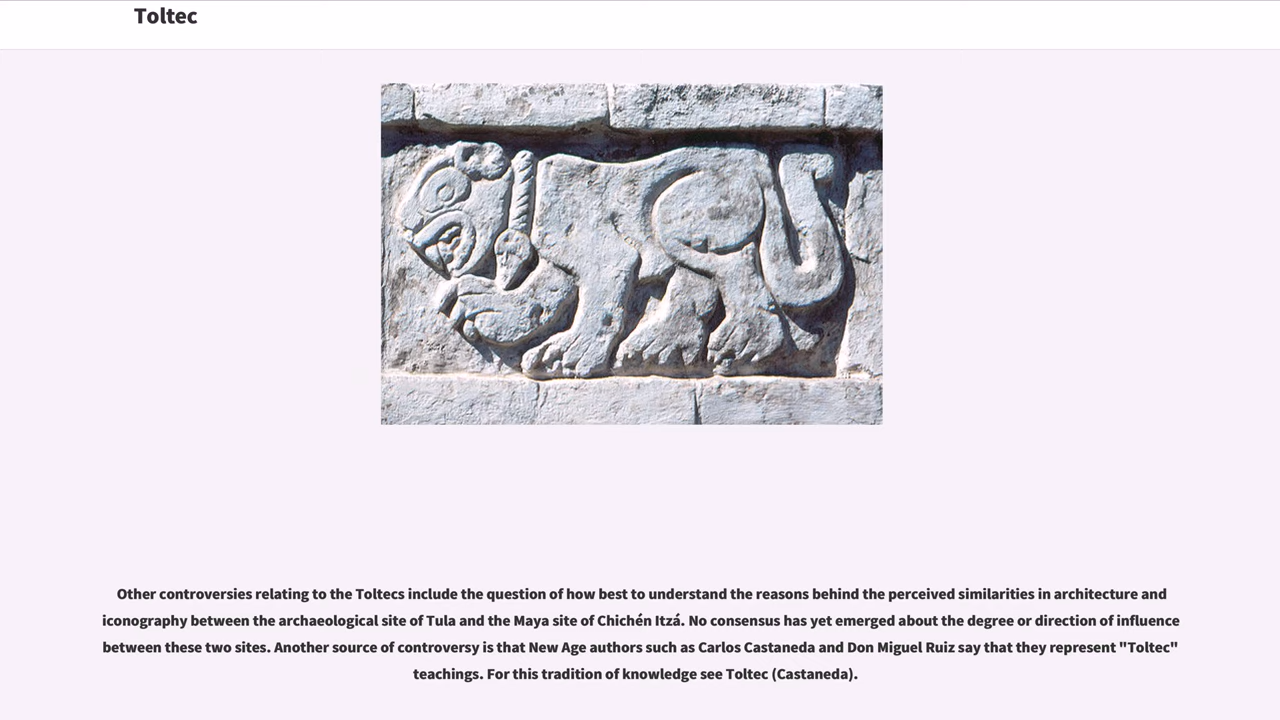 Toltec
Other controversies relating to the Toltecs include the question of how best to understand the reasons behind the perceived similarities in architecture and
iconography between the archaeological site of Tula and the Maya site of Chichén Itzá. No consensus has yet emerged about the degree or direction of influence
between these two sites. Another source of controversy is that New Age authors such as Carlos Castaneda and Don Miguel Ruiz say that they represent "Toltec"
teachings. For this tradition of knowledge see Toltec (Castaneda).